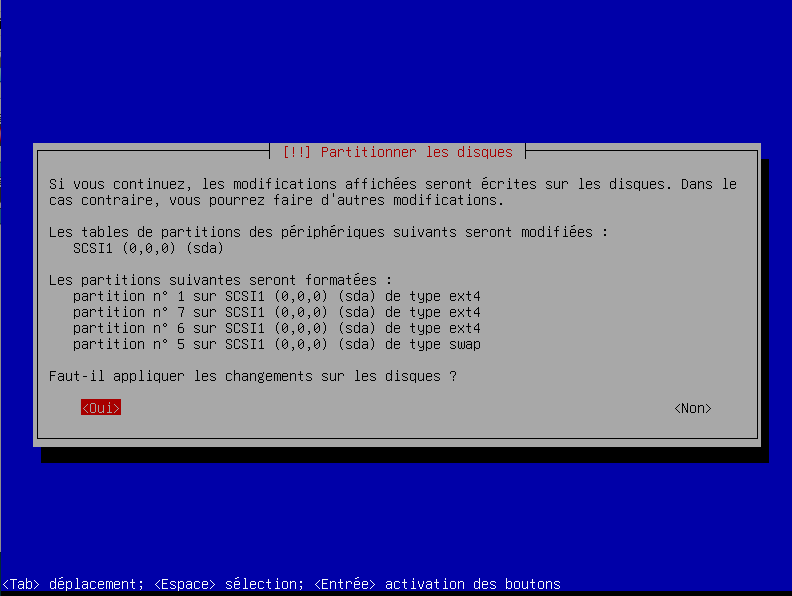 [!!] Partitionner les disques
Si vous continuez, les modifications affichées seront écrites sur les disques. Dans le
cas contraire, vous pourrez faire d'autres modifications.
Les tables de partitions des périphériques suivants seront modifiées :
SCSI1 (0,0,0) (sda)
Les partitions suivantes seront formatées :
partition n° 1 sur SCSI1 (0,0,0) (sda) de type ext4
partition n° 7 sur SCSI1 (0,0,0) (sda) de type ext4
partition n° 6 sur SCSI1 (0,0,0) (sda) de type ext4
partition n° 5 sur SCSI1 (0,0,0) (sda) de type swap
Faut-il appliquer les changements sur les disques ?
<Oui> <Non>
<Tab> déplacement; <Espace> sélection; <Entrée> activation des boutons